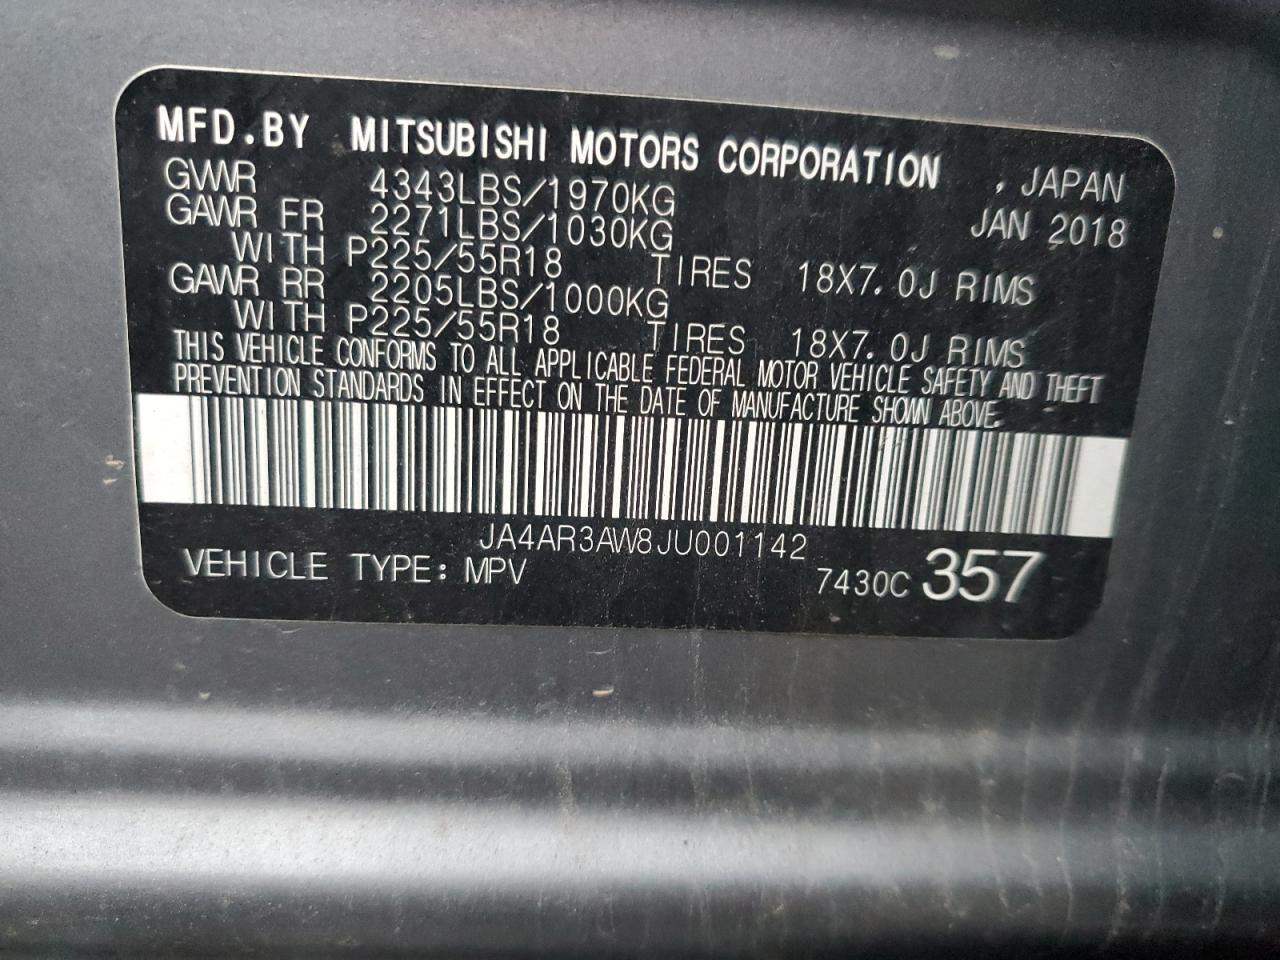 MFD.BY MITSUBISHI MOTORS CORPORATION , JAPAN
GVWR 4343LBS/1970KG JAN 2018
GAWR FR 2271LBS/1030KG
WITH P225/55R18 TIRES 18X7.0J RIMS
GAWR RR 2205LBS/1000KG
WITH P225/55R18 TIRES 18X7.0J RIMS
THIS VEHICLE CONFORMS TO ALL APPLICABLE FEDERAL MOTOR VEHICLE SAFETY AND THEFT
PREVENTION STANDARDS IN EFFECT ON THE DATE OF MANUFACTURE SHOWN ABOVE.
JA4AR3AW8JU001142
VEHICLE TYPE: MPV 7430C 357